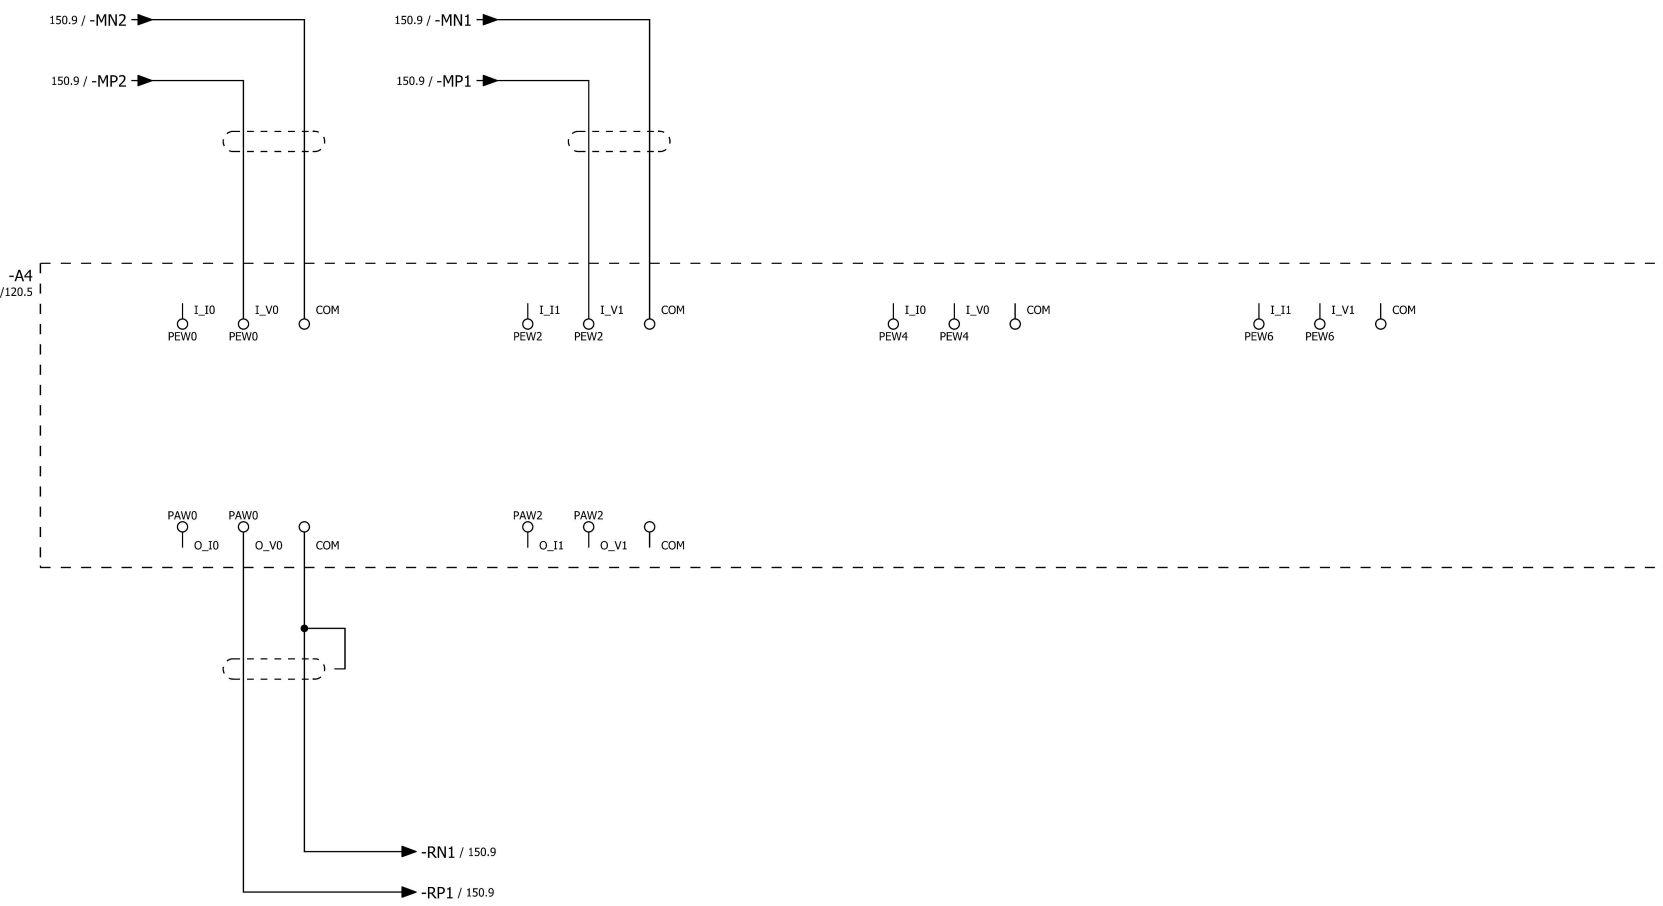 150.9 / -MN2 150.9 / -MN1
150.9 / -MP2 150.9 / -MP1
-A4
/120.5
I_I0 I_V0 COM I_I1 I_V1 COM I_I0 I_V0 COM I_I1 I_V1 COM
PEW0 PEW0 PEW2 PEW2 PEW4 PEW4 PEW6 PEW6
PAW0 PAW0 PAW2 PAW2
O_I0 O_V0 COM O_I1 O_V1 COM
-RN1 / 150.9
-RP1 / 150.9